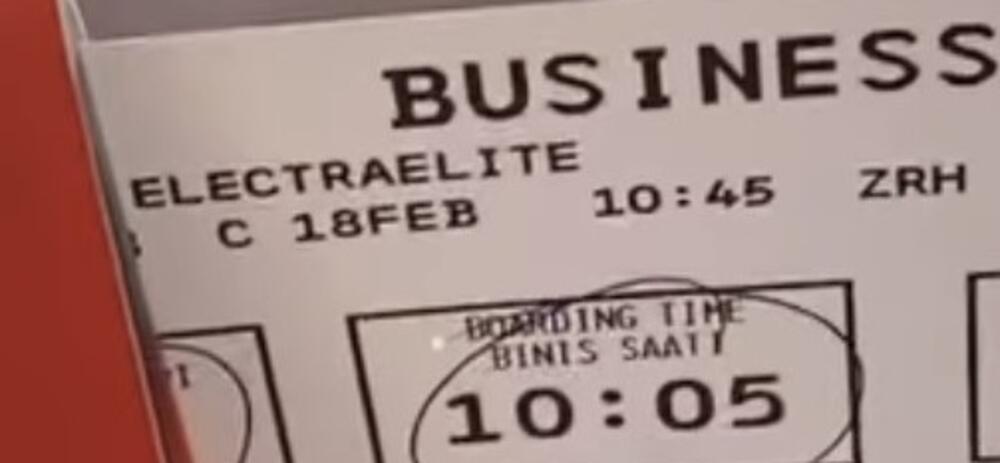 BUSINESS
ELECTRAELITE
C 18FEB 10:45 ZRH
BOARDING TIME
BINIS SAATI
10:05